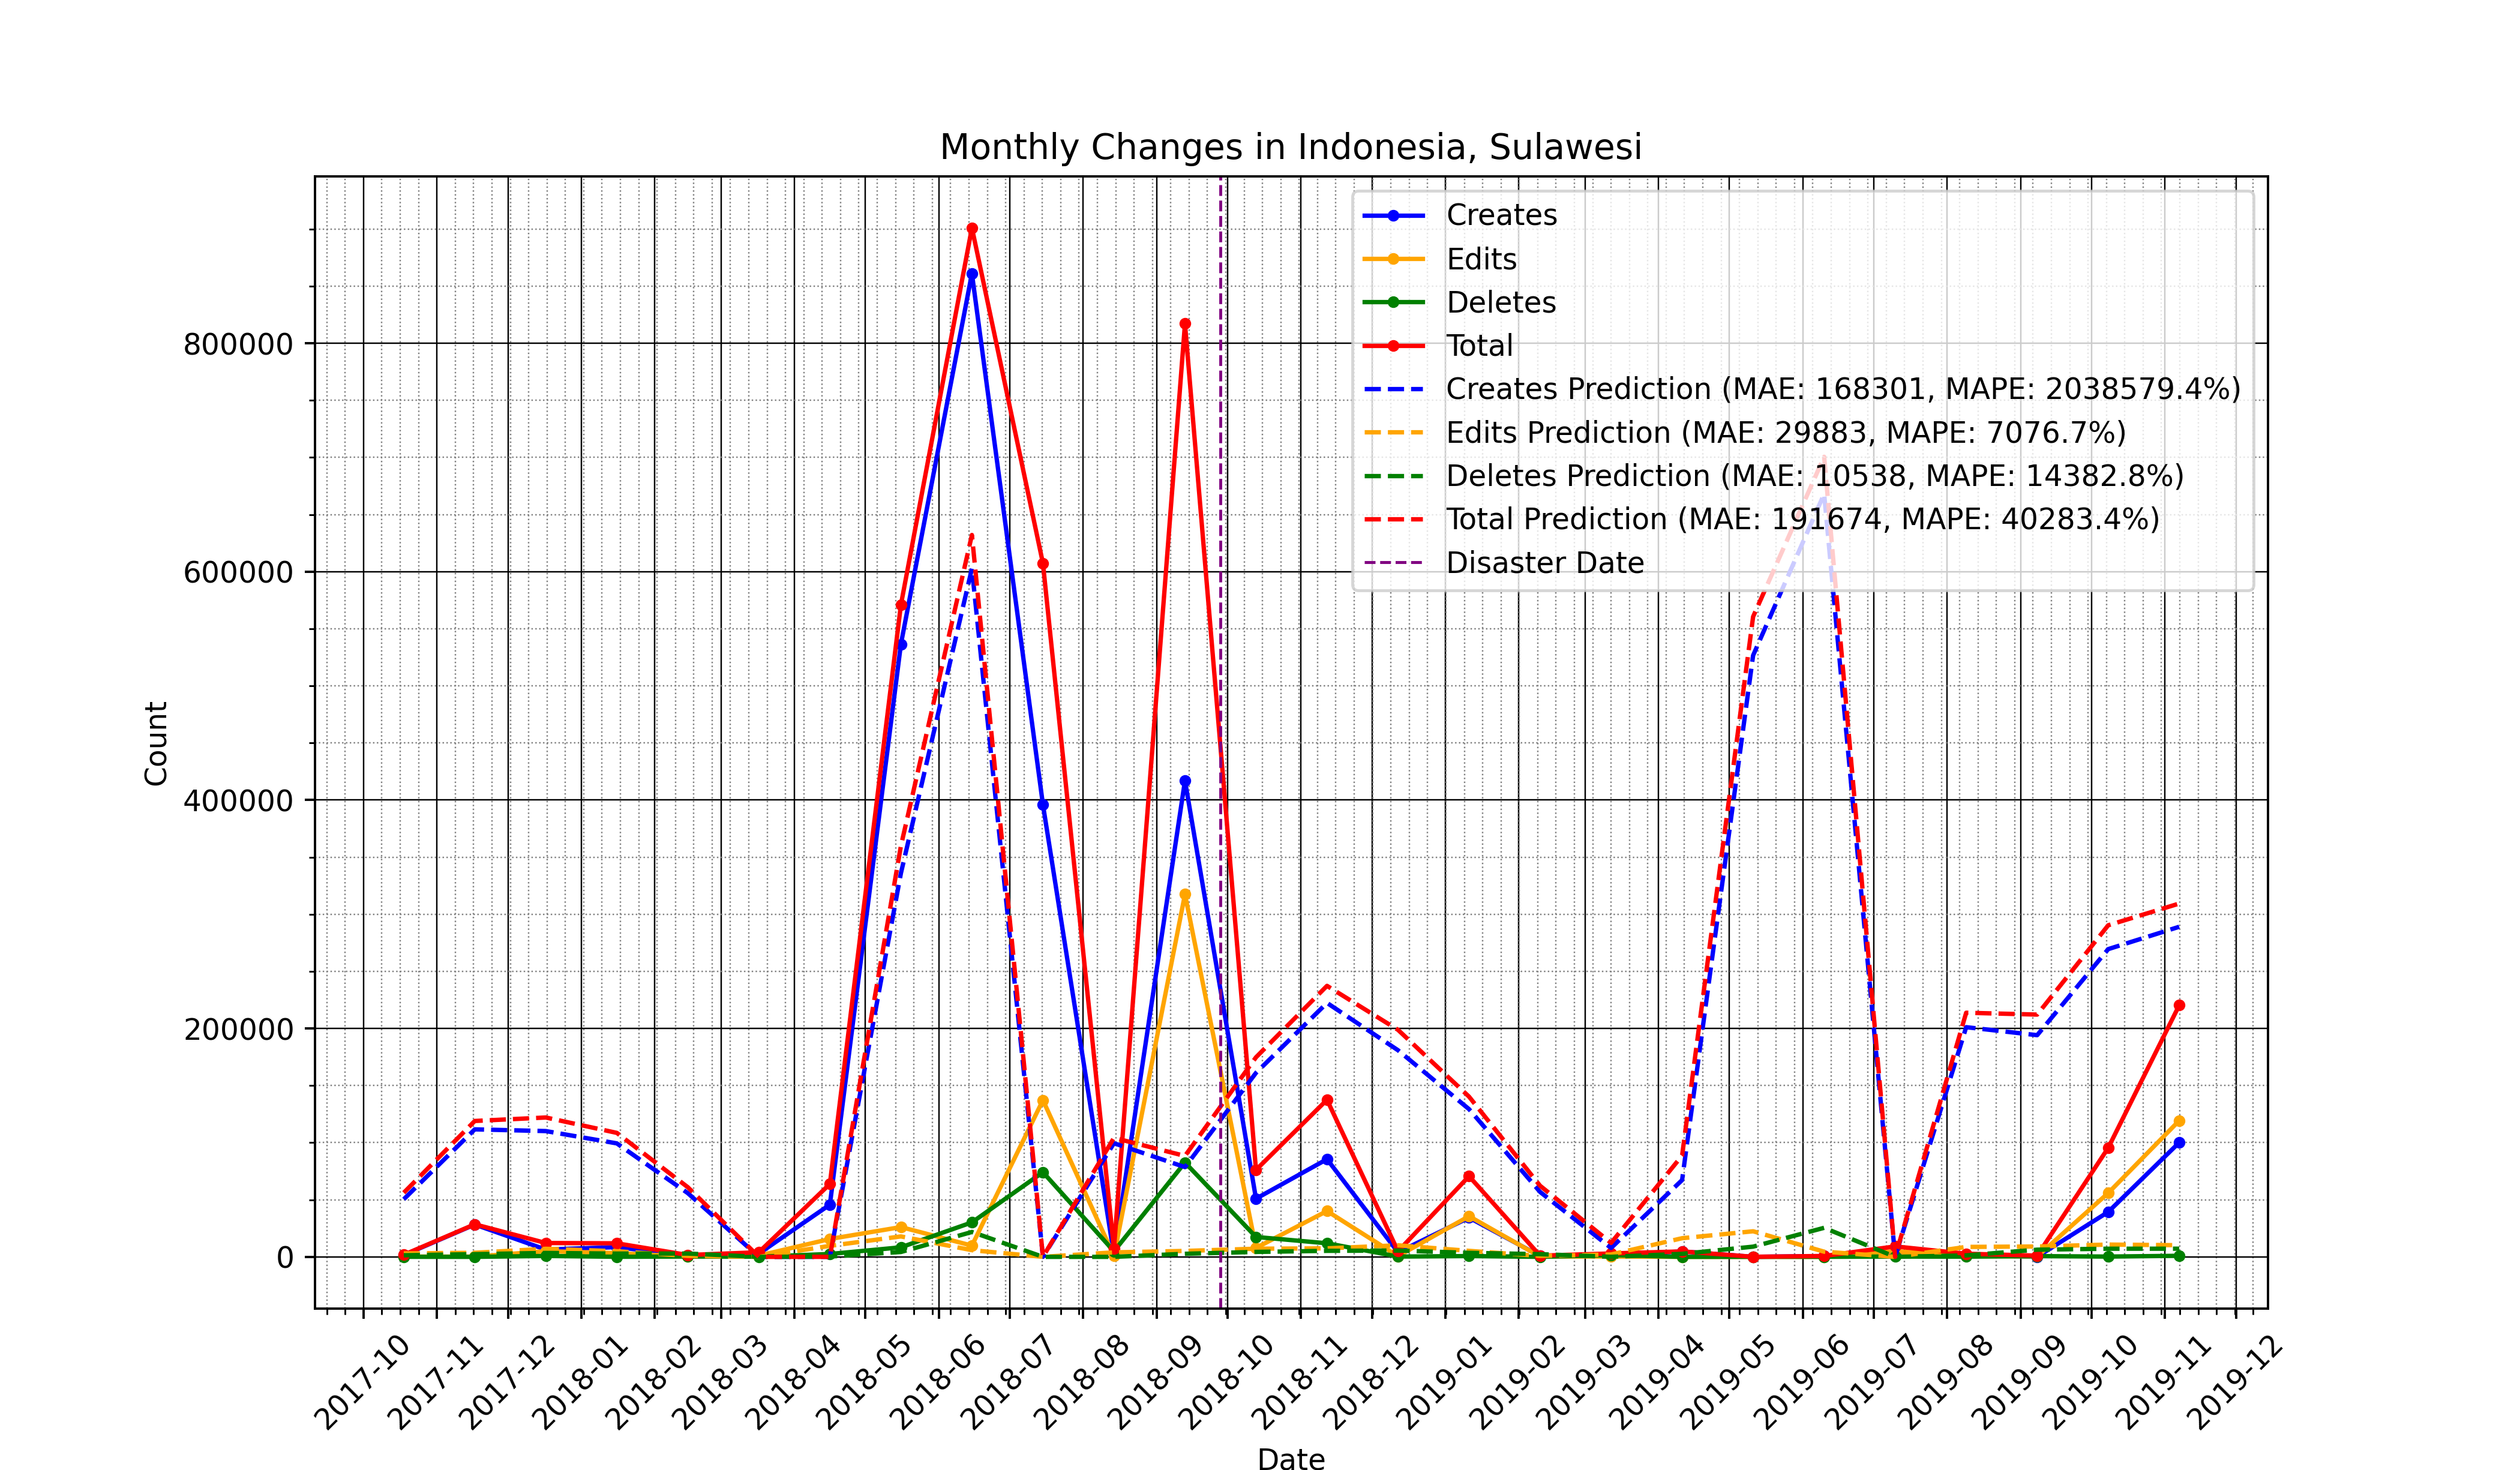 Monthly Changes in Indonesia, Sulawesi
Creates
Edits
Deletes
Total
Creates Prediction (MAE: 168301, MAPE: 2038579.4%)
Edits Prediction (MAE: 29883, MAPE: 7076.7%)
Deletes Prediction (MAE: 10538, MAPE: 14382.8%)
Total Prediction (MAE: 191674, MAPE: 40283.4%)
Disaster Date
Count
800000
600000
400000
200000
0
2017-10
2017-11
2017-12
2018-01
2018-02
2018-03
2018-04
2018-05
2018-06
2018-07
2018-08
2018-09
2018-10
2018-11
2018-12
2019-01
2019-02
2019-03
2019-04
2019-05
2019-06
2019-07
2019-08
2019-09
2019-10
2019-11
2019-12
Date